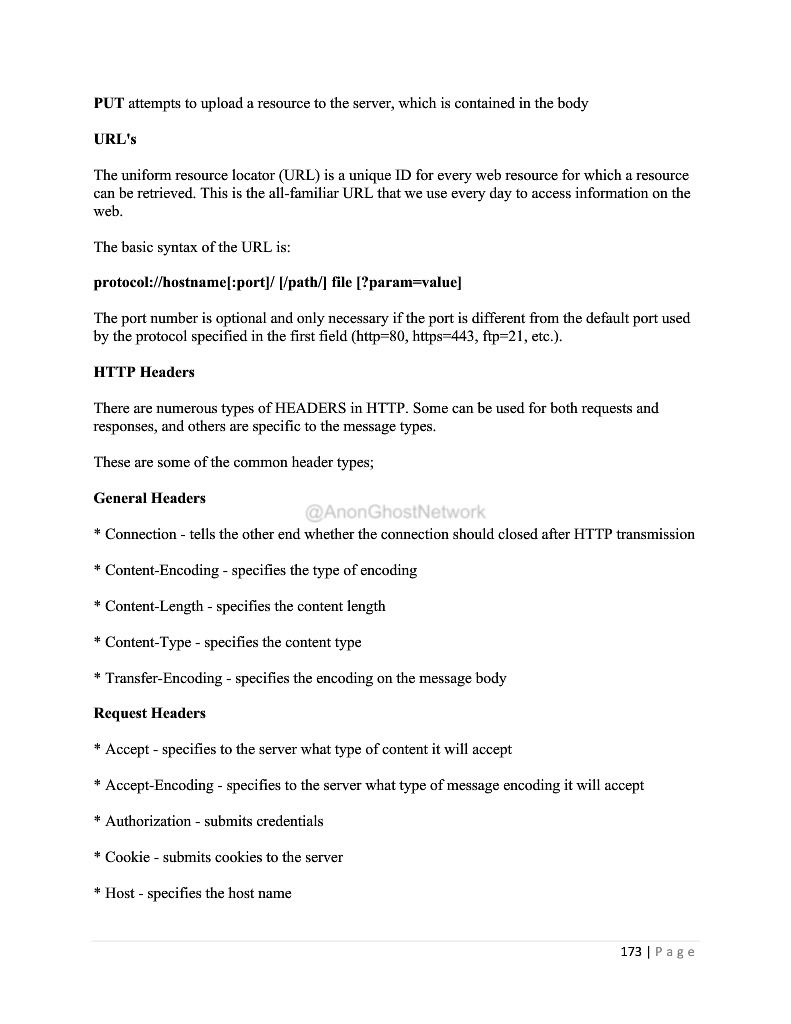 PUT attempts to upload a resource to the server, which is contained in the body
URL's
The uniform resource locator (URL) is a unique ID for every web resource for which a resource
can be retrieved. This is the all-familiar URL that we use every day to access information on the
web.
The basic syntax of the URL is:
protocol://hostname[:port]/ [/path/] file [?param=value]
The port number is optional and only necessary if the port is different from the default port used
by the protocol specified in the first field (http=80, https=443, ftp=21, etc.).
HTTP Headers
There are numerous types of HEADERS in HTTP. Some can be used for both requests and
responses, and others are specific to the message types.
These are some of the common header types;
General Headers
@AnonGhostNetwork
* Connection - tells the other end whether the connection should closed after HTTP transmission
* Content-Encoding - specifies the type of encoding
* Content-Length - specifies the content length
* Content-Type - specifies the content type
* Transfer-Encoding - specifies the encoding on the message body
Request Headers
* Accept - specifies to the server what type of content it will accept
* Accept-Encoding - specifies to the server what type of message encoding it will accept
* Authorization - submits credentials
* Cookie - submits cookies to the server
* Host - specifies the host name
173 | Page